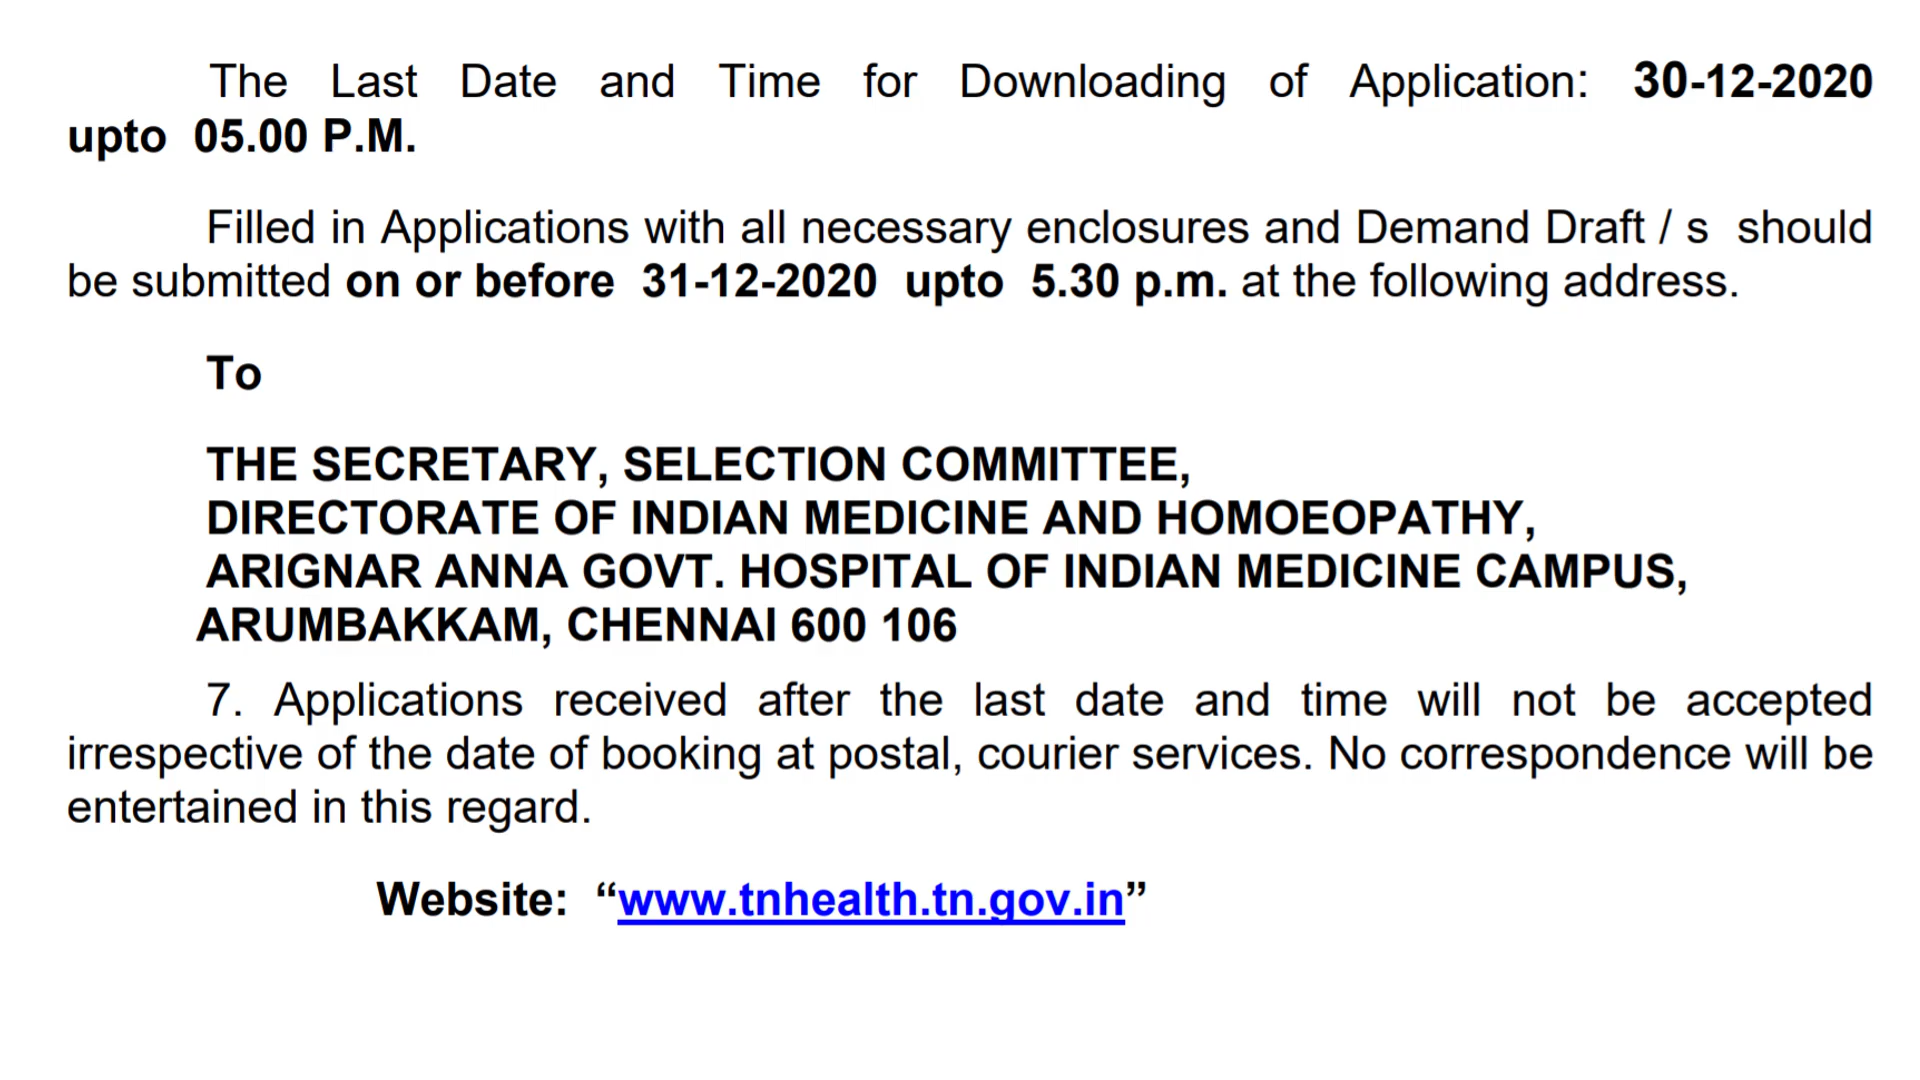 The Last Date and Time for Downloading of Application: 30-12-2020
upto 05.00 P.M.
Filled in Applications with all necessary enclosures and Demand Draft / s should
be submitted on or before 31-12-2020 upto 5.30 p.m. at the following address.
To
THE SECRETARY, SELECTION COMMITTEE,
DIRECTORATE OF INDIAN MEDICINE AND HOMOEOPATHY,
ARIGNAR ANNA GOVT. HOSPITAL OF INDIAN MEDICINE CAMPUS,
ARUMBAKKAM, CHENNAI 600 106
7. Applications received after the last date and time will not be accepted
irrespective of the date of booking at postal, courier services. No correspondence will be
entertained in this regard.
Website: “www.tnhealth.tn.gov.in”